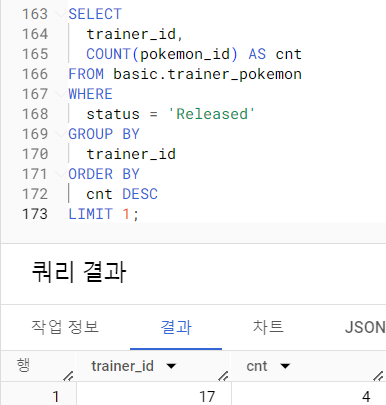 163 SELECT
164 trainer_id,
165 COUNT(pokemon_id) AS cnt
166 FROM basic.trainer_pokemon
167 WHERE
168 status = 'Released'
169 GROUP BY
170 trainer_id
171 ORDER BY
172 cnt DESC
173 LIMIT 1;
쿼리 결과
작업 정보 결과 차트 JSON
행 trainer_id cnt
1 17 4